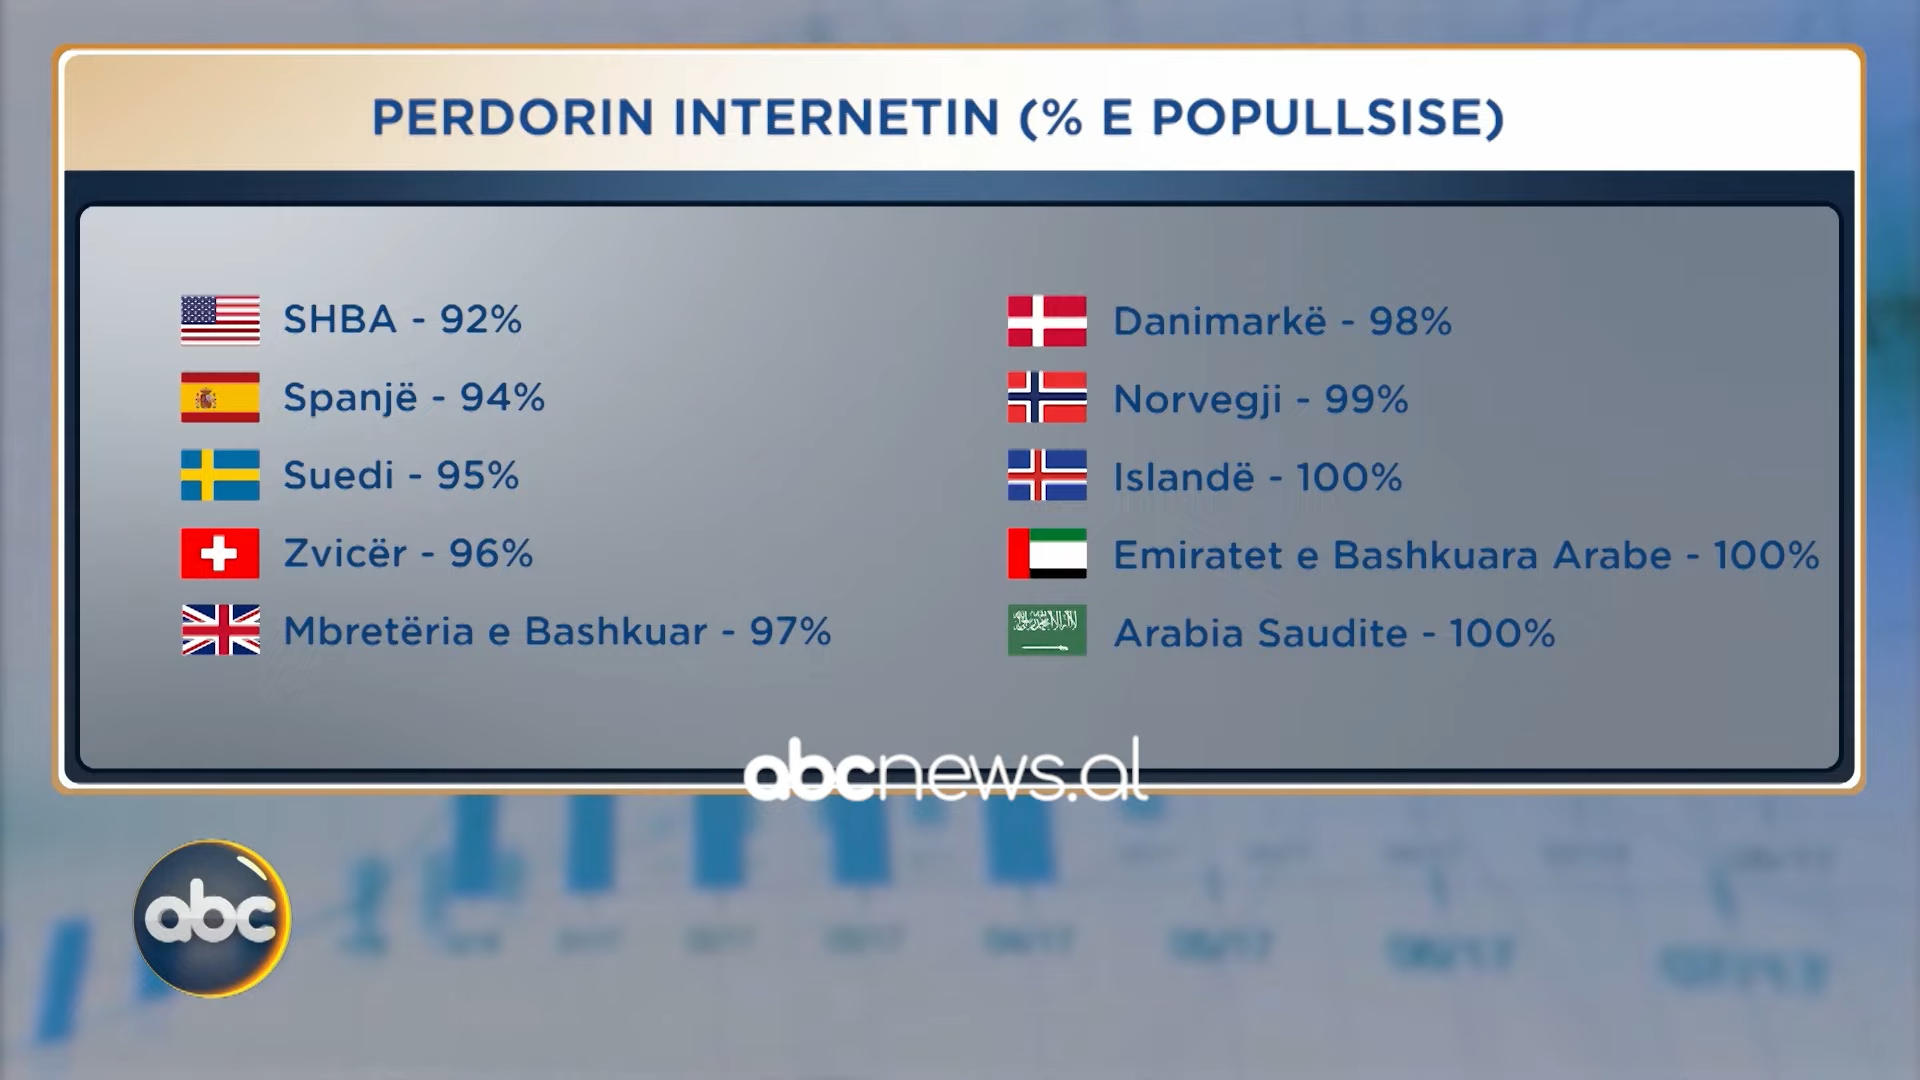 PERDORIN INTERNETIN (% E POPULLSISE)
SHBA - 92%
Spanjë - 94%
Suedi - 95%
Zvicër - 96%
Mbretëria e Bashkuar - 97%
Danimarkë - 98%
Norvegji - 99%
Islandë - 100%
Emiratet e Bashkuara Arabe - 100%
Arabia Saudite - 100%
abcnews.al
abc